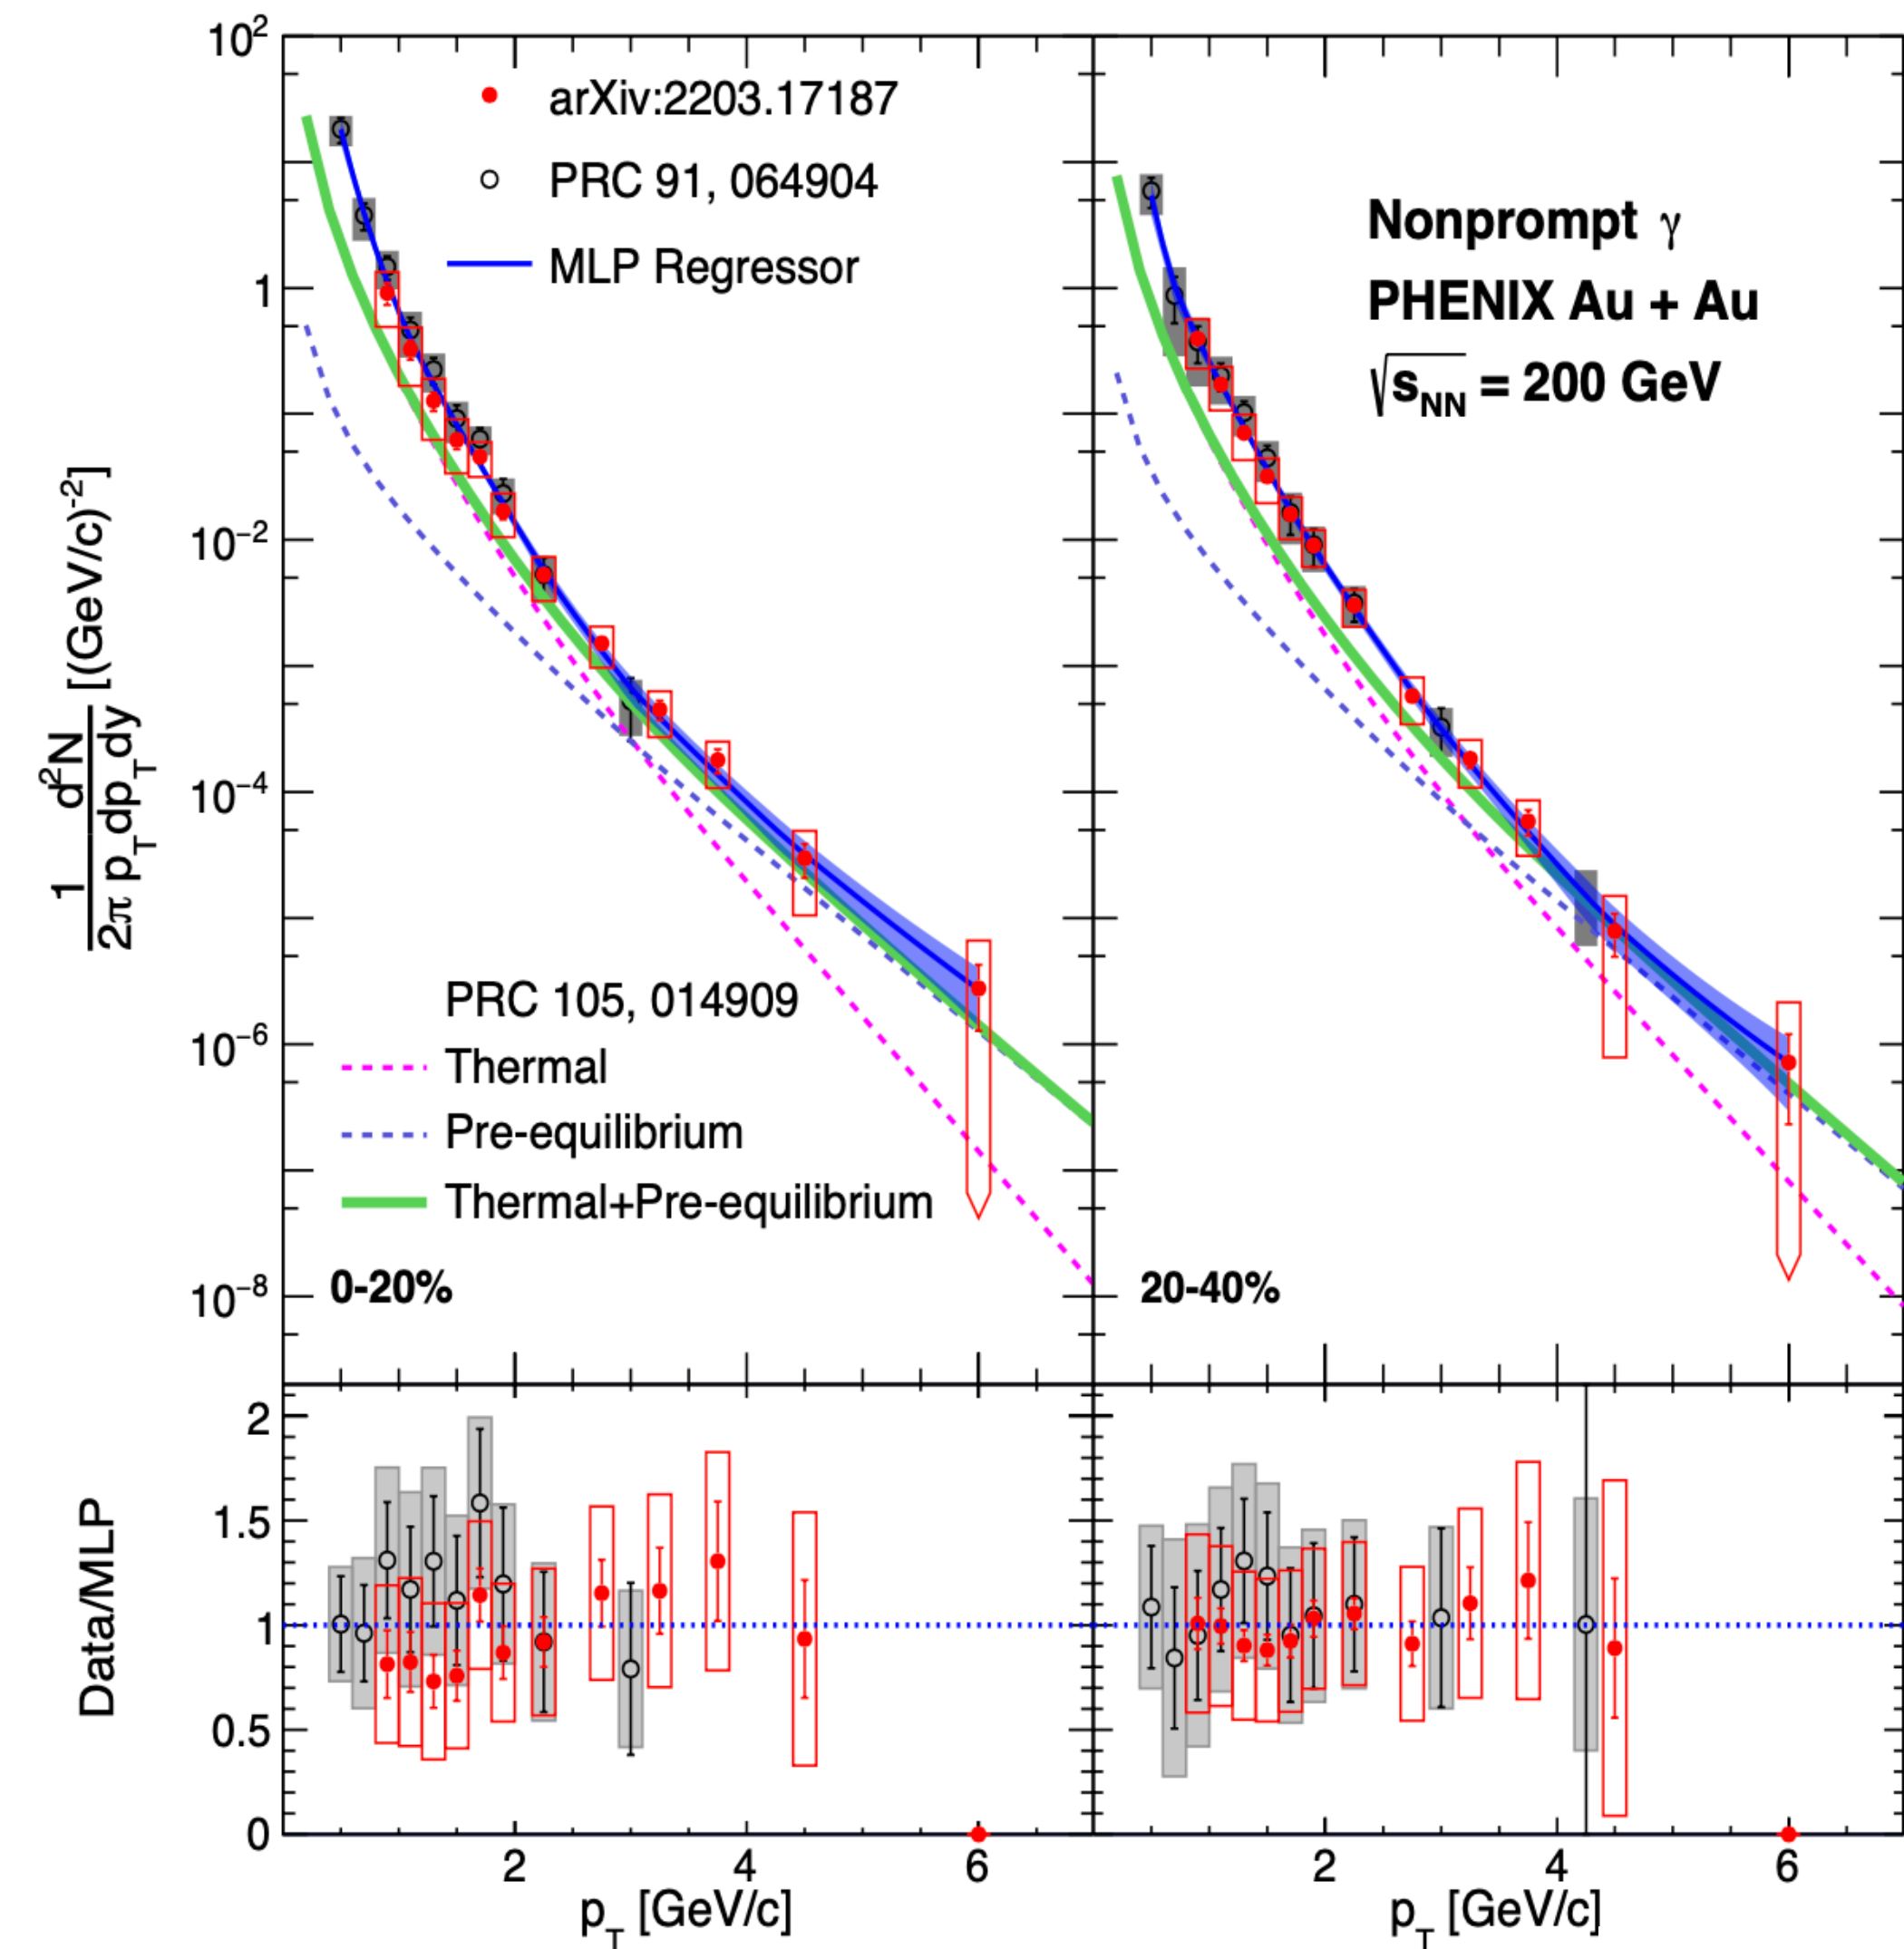 10²
1
10⁻²
10⁻⁴
10⁻⁶
10⁻⁸
1/2π d²N/p_T dp_T dy [(GeV/c)⁻²]
arXiv:2203.17187
PRC 91, 064904
MLP Regressor
PRC 105, 014909
Thermal
Pre-equilibrium
Thermal+Pre-equilibrium
0-20%
Nonprompt γ
PHENIX Au + Au
√s_NN = 200 GeV
20-40%
Data/MLP
2
1.5
1
0.5
0
2 4 6
p_T [GeV/c]
2 4 6
p_T [GeV/c]